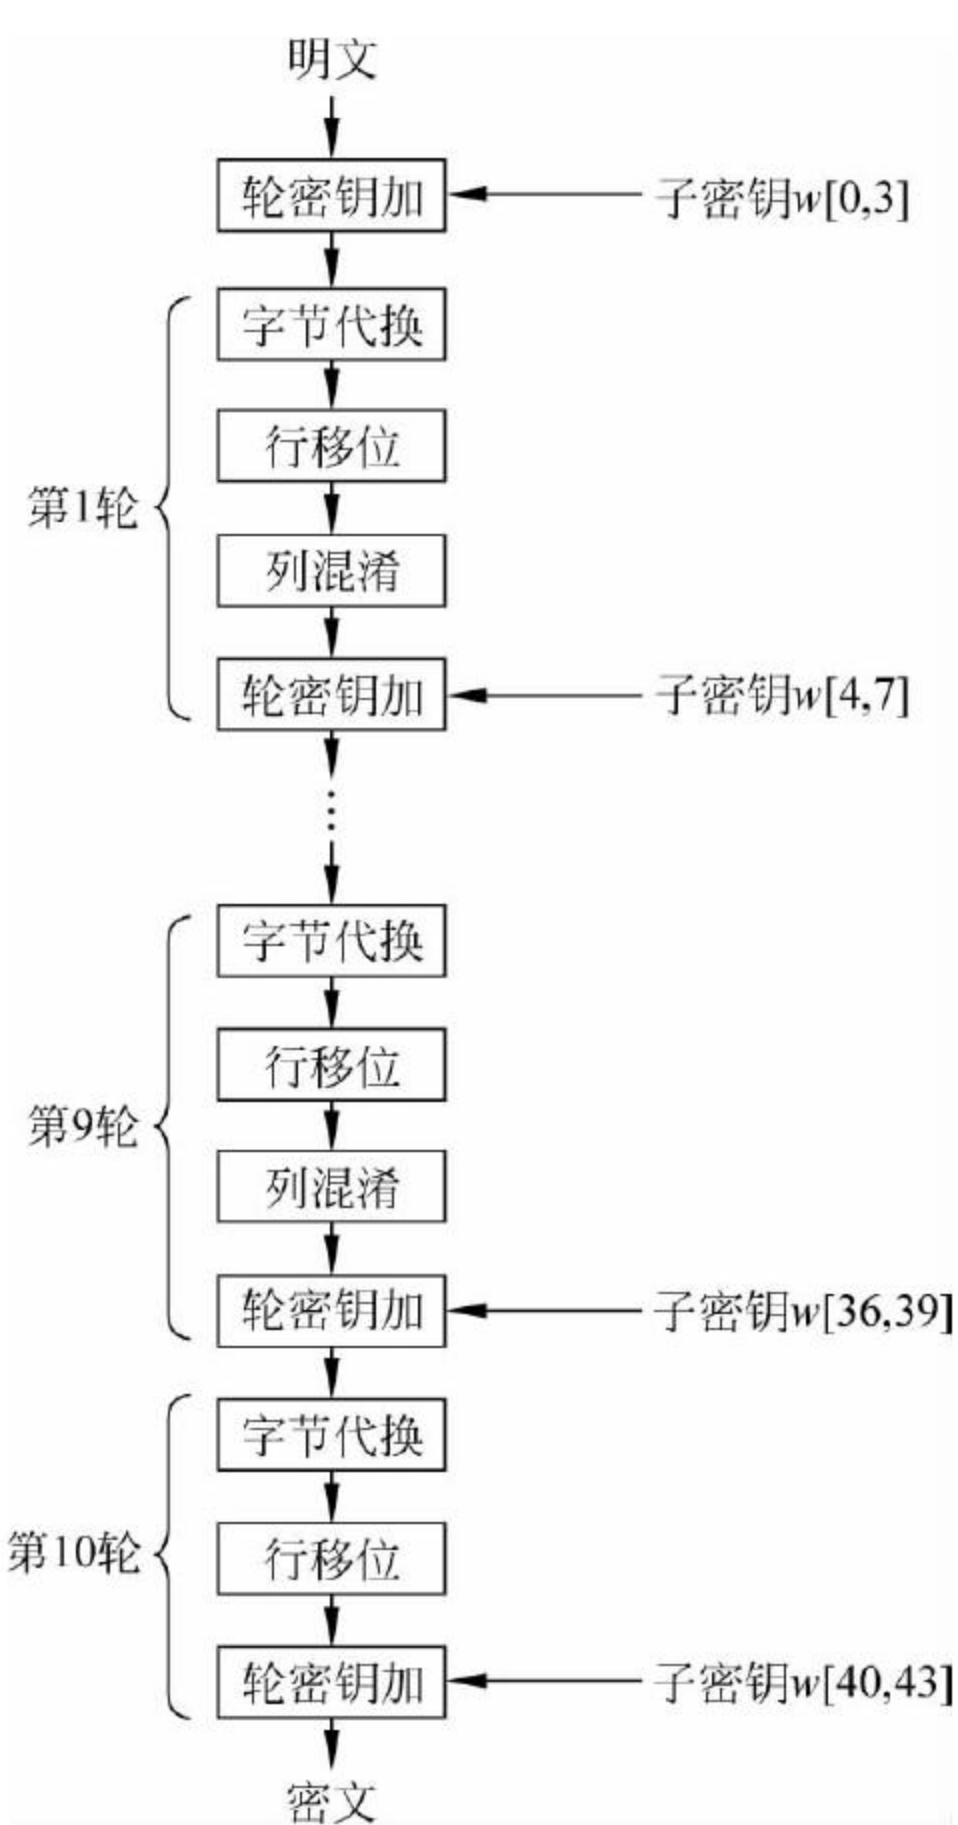 明文
轮密钥加
子密钥w[0,3]
字节代换
行移位
第1轮
列混淆
轮密钥加
子密钥w[4,7]
⋮
字节代换
行移位
第9轮
列混淆
轮密钥加
子密钥w[36,39]
字节代换
第10轮
行移位
轮密钥加
子密钥w[40,43]
密文